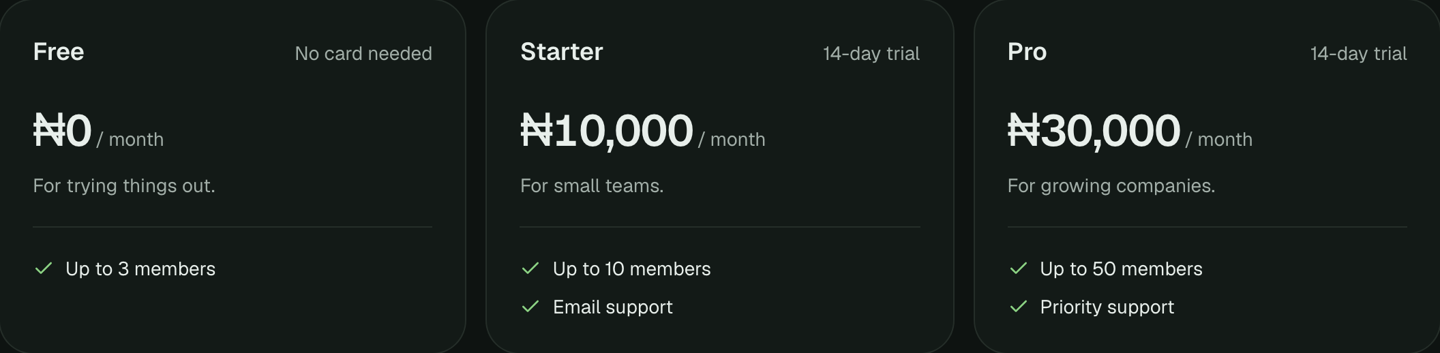 Free No card needed
₦0 / month
For trying things out.
Up to 3 members
Starter 14-day trial
₦10,000 / month
For small teams.
Up to 10 members
Email support
Pro 14-day trial
₦30,000 / month
For growing companies.
Up to 50 members
Priority support